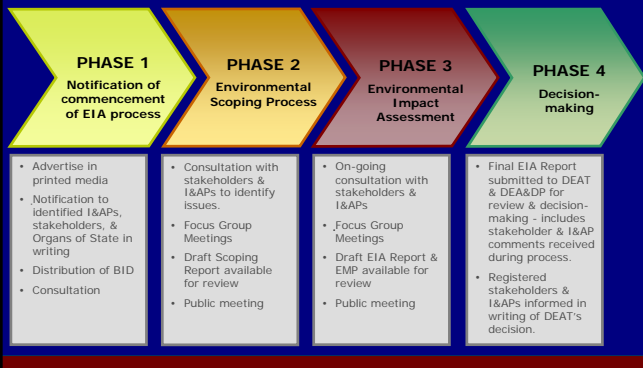 PHASE 1
Notification of
commencement
of EIA process
PHASE 2
Environmental
Scoping Process
PHASE 3
Environmental
Impact
Assessment
PHASE 4
Decision-
making
• Advertise in
printed media
• Notification to
identified I&APs,
stakeholders, &
Organs of State in
writing
• Distribution of BID
• Consultation
• Consultation with
stakeholders &
I&APs to identify
issues.
• Focus Group
Meetings
• Draft Scoping
Report available
for review
• Public meeting
• On-going
consultation with
stakeholders &
I&APs
• Focus Group
Meetings
• Draft EIA Report &
EMP available for
review
• Public meeting
• Final EIA Report
submitted to DEAT
& DEA&DP for
review & decision-
making - includes
stakeholder & I&AP
comments received
during process.
• Registered
stakeholders &
I&APs informed in
writing of DEAT's
decision.